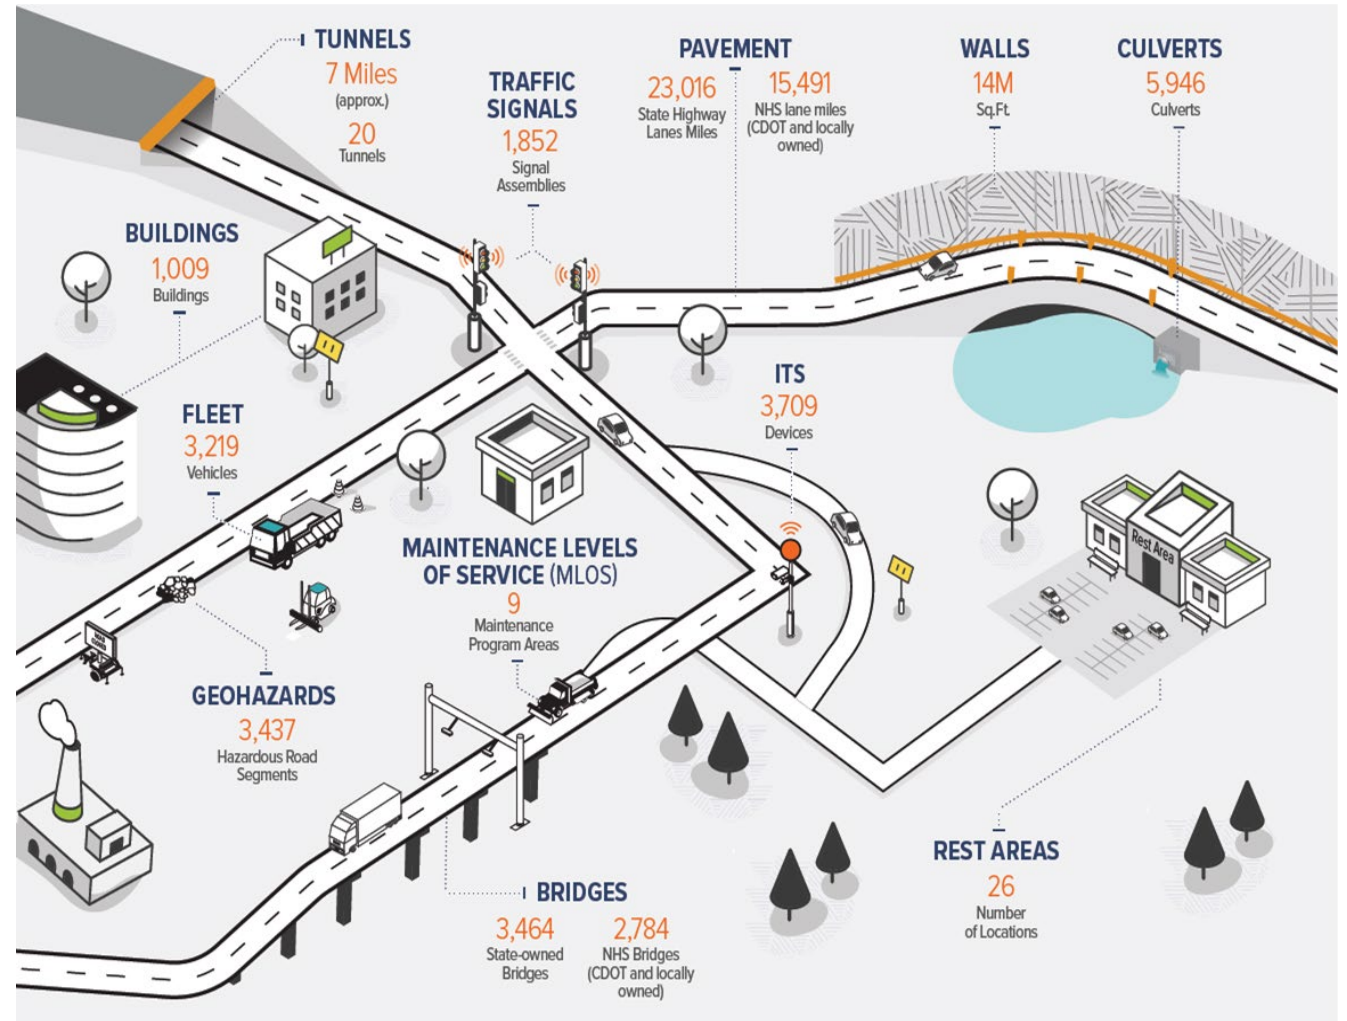 TUNNELS
7 Miles
(approx.)
20
Tunnels
TRAFFIC
SIGNALS
1,852
Signal
Assemblies
PAVEMENT
23,016
State Highway
Lanes Miles
15,491
NHS lane miles
(CDOT and locally
owned)
WALLS
14M
Sq.Ft.
CULVERTS
5,946
Culverts
BUILDINGS
1,009
Buildings
FLEET
3,219
Vehicles
ITS
3,709
Devices
MAINTENANCE LEVELS
OF SERVICE (MLOS)
9
Maintenance
Program Areas
Rest Area
GEOHAZARDS
3,437
Hazardous Road
Segments
BRIDGES
3,464
State-owned
Bridges
2,784
NHS Bridges
(CDOT and locally
owned)
REST AREAS
26
Number
of Locations